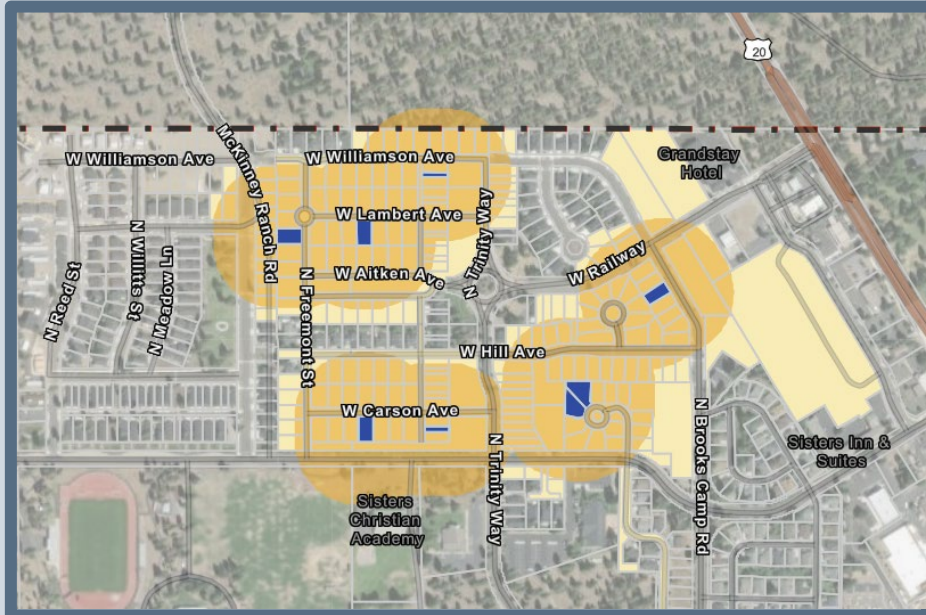 20
Grandstay
Hotel
W Williamson Ave
W Williamson Ave
McKinney Ranch Rd
W Lambert Ave
N Trinity Way
N Willitts St
N Meadow Ln
N Reed St
W Aitken Ave
W Railway
N Freemont St
W Hill Ave
W Carson Ave
N Trinity Way
N Brooks Camp Rd
Sisters Inn &
Suites
Sisters
Christian
Academy